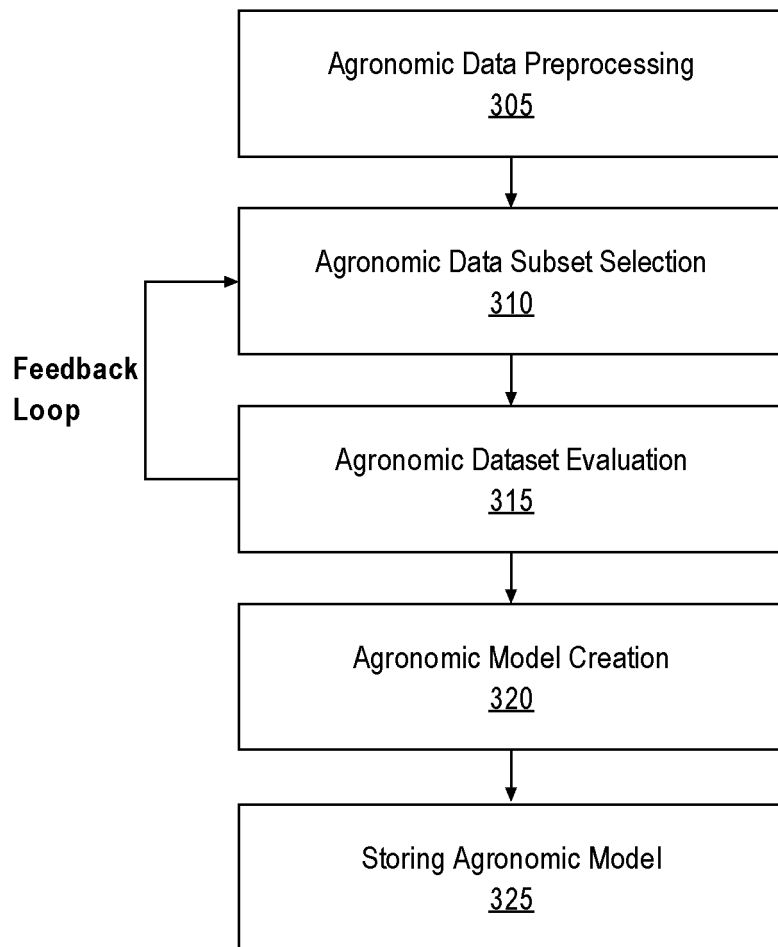 Agronomic Data Preprocessing
305
Agronomic Data Subset Selection
310
Feedback
Loop
Agronomic Dataset Evaluation
315
Agronomic Model Creation
320
Storing Agronomic Model
325